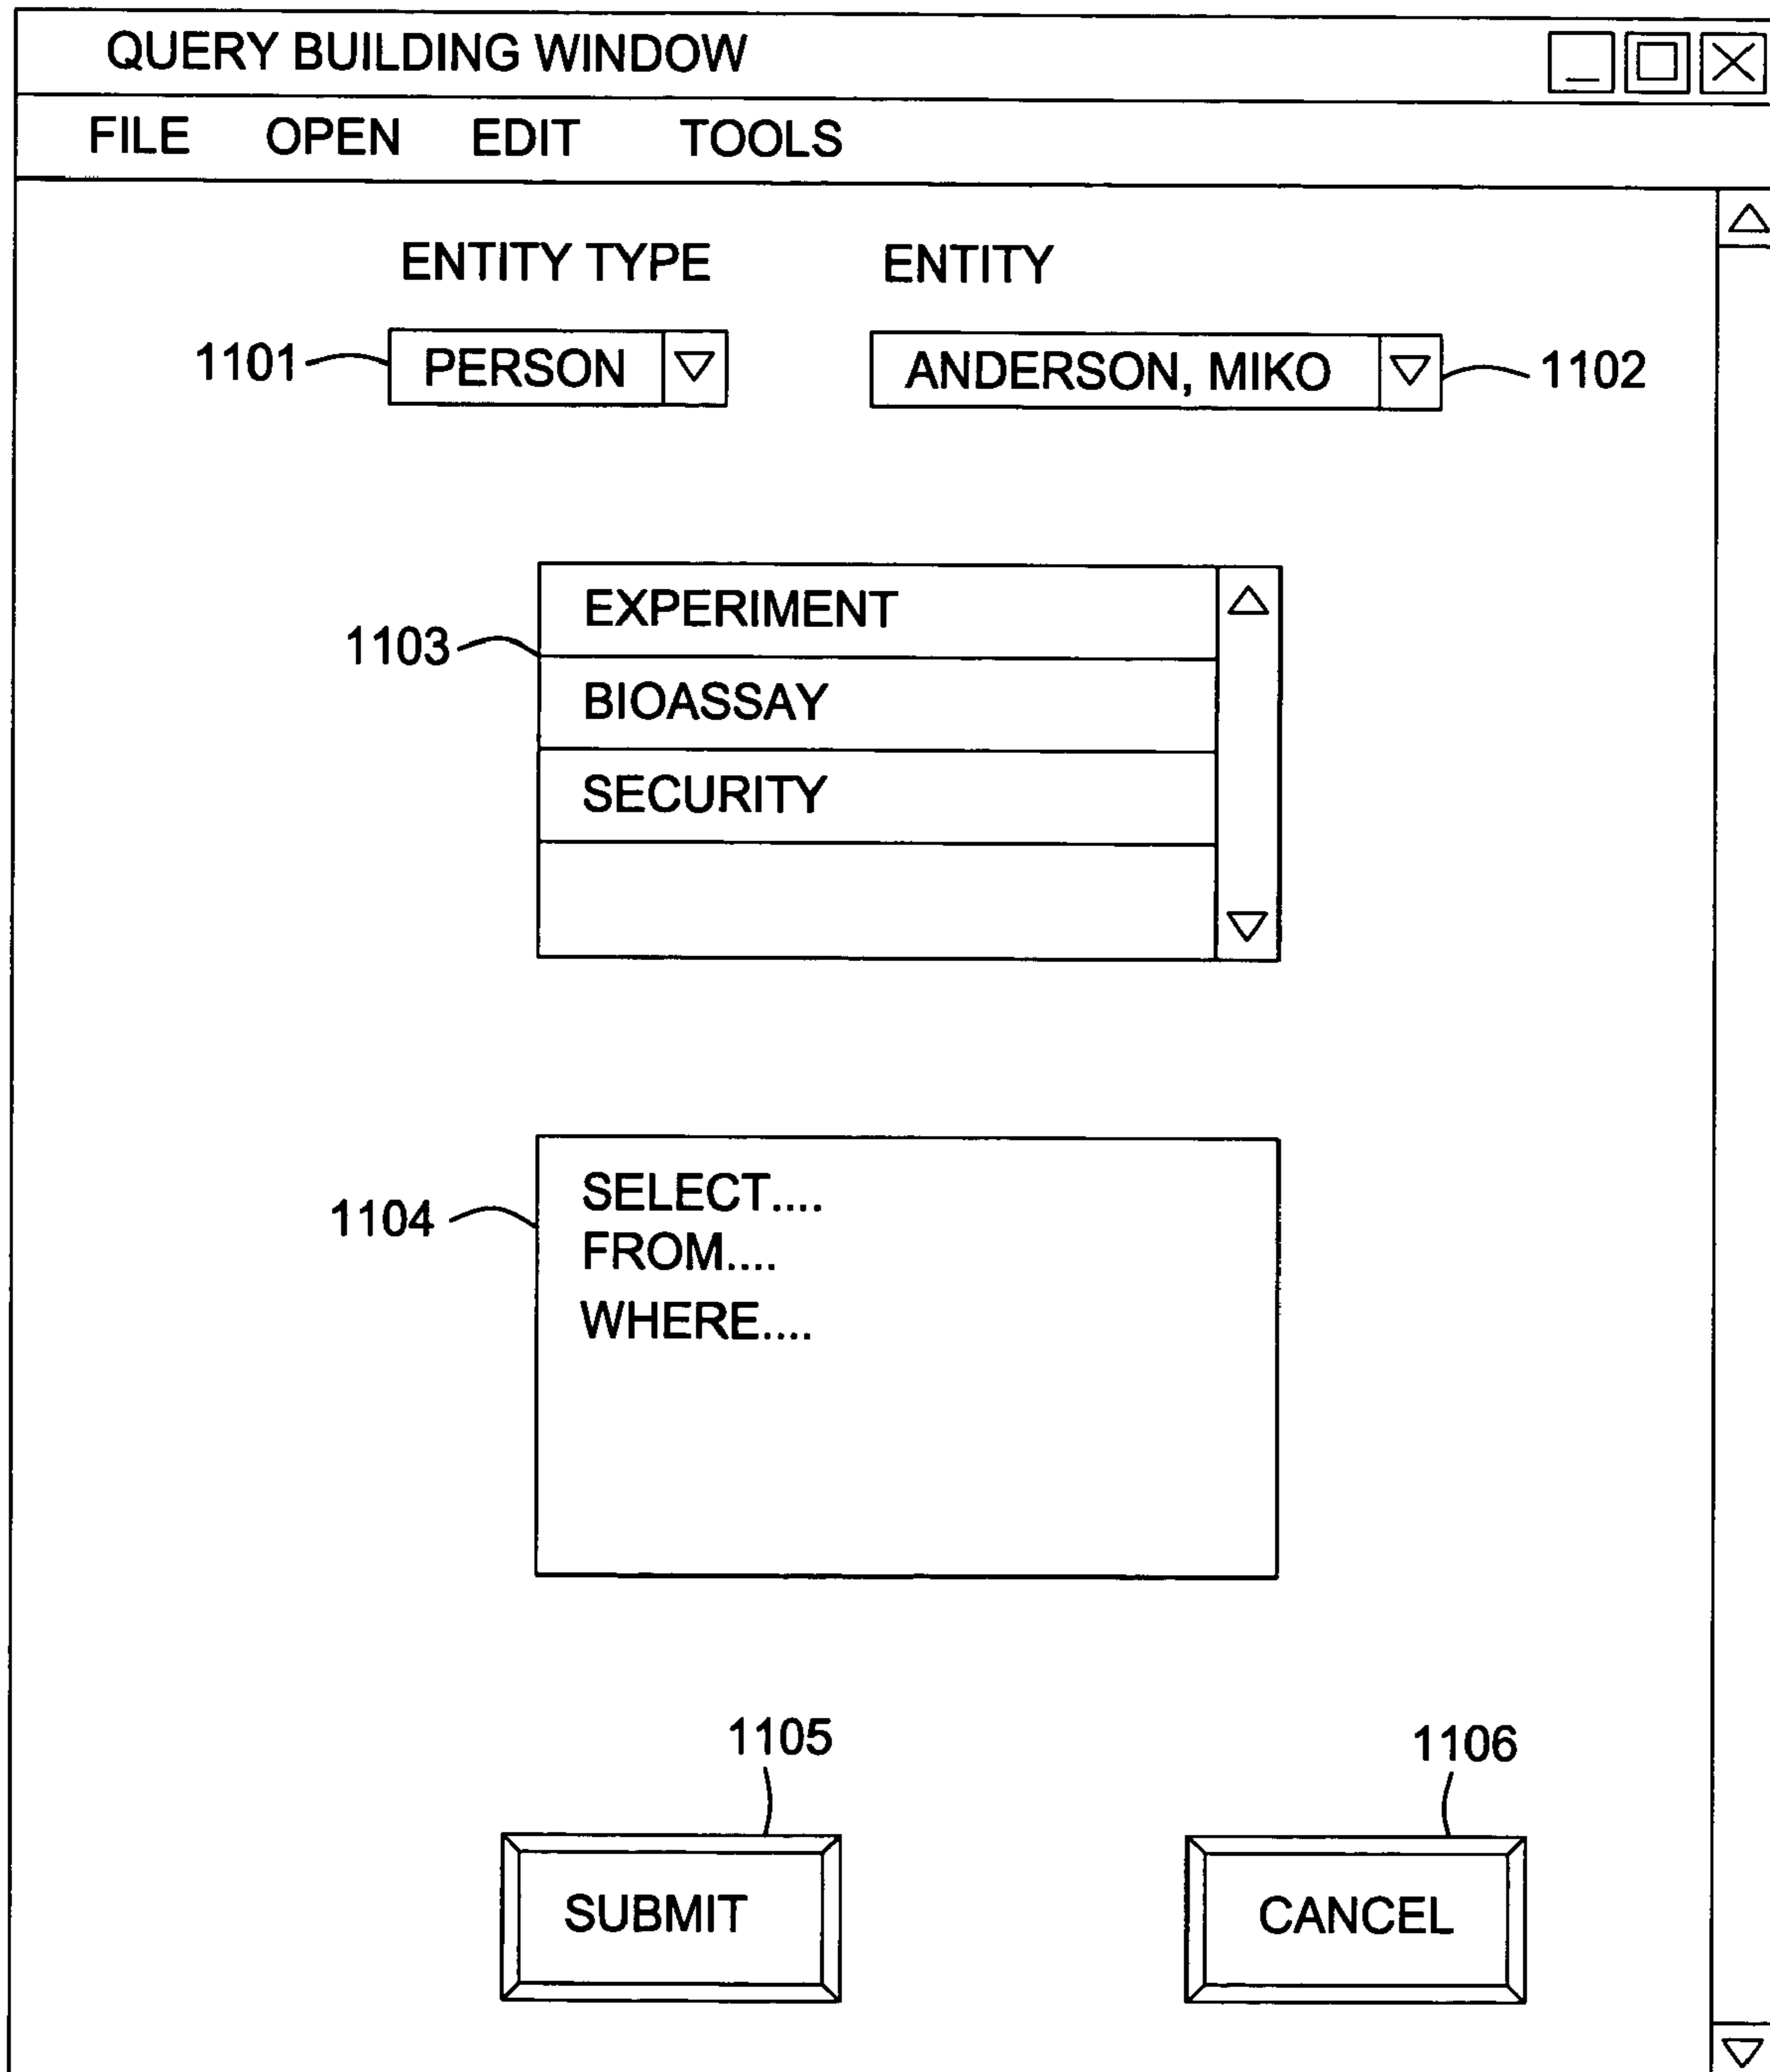 QUERY BUILDING WINDOW
FILE OPEN EDIT TOOLS
ENTITY TYPE ENTITY
1101 PERSON ANDERSON, MIKO 1102
EXPERIMENT
1103
BIOASSAY
SECURITY
1104
SELECT....
FROM....
WHERE....
1105 1106
SUBMIT CANCEL